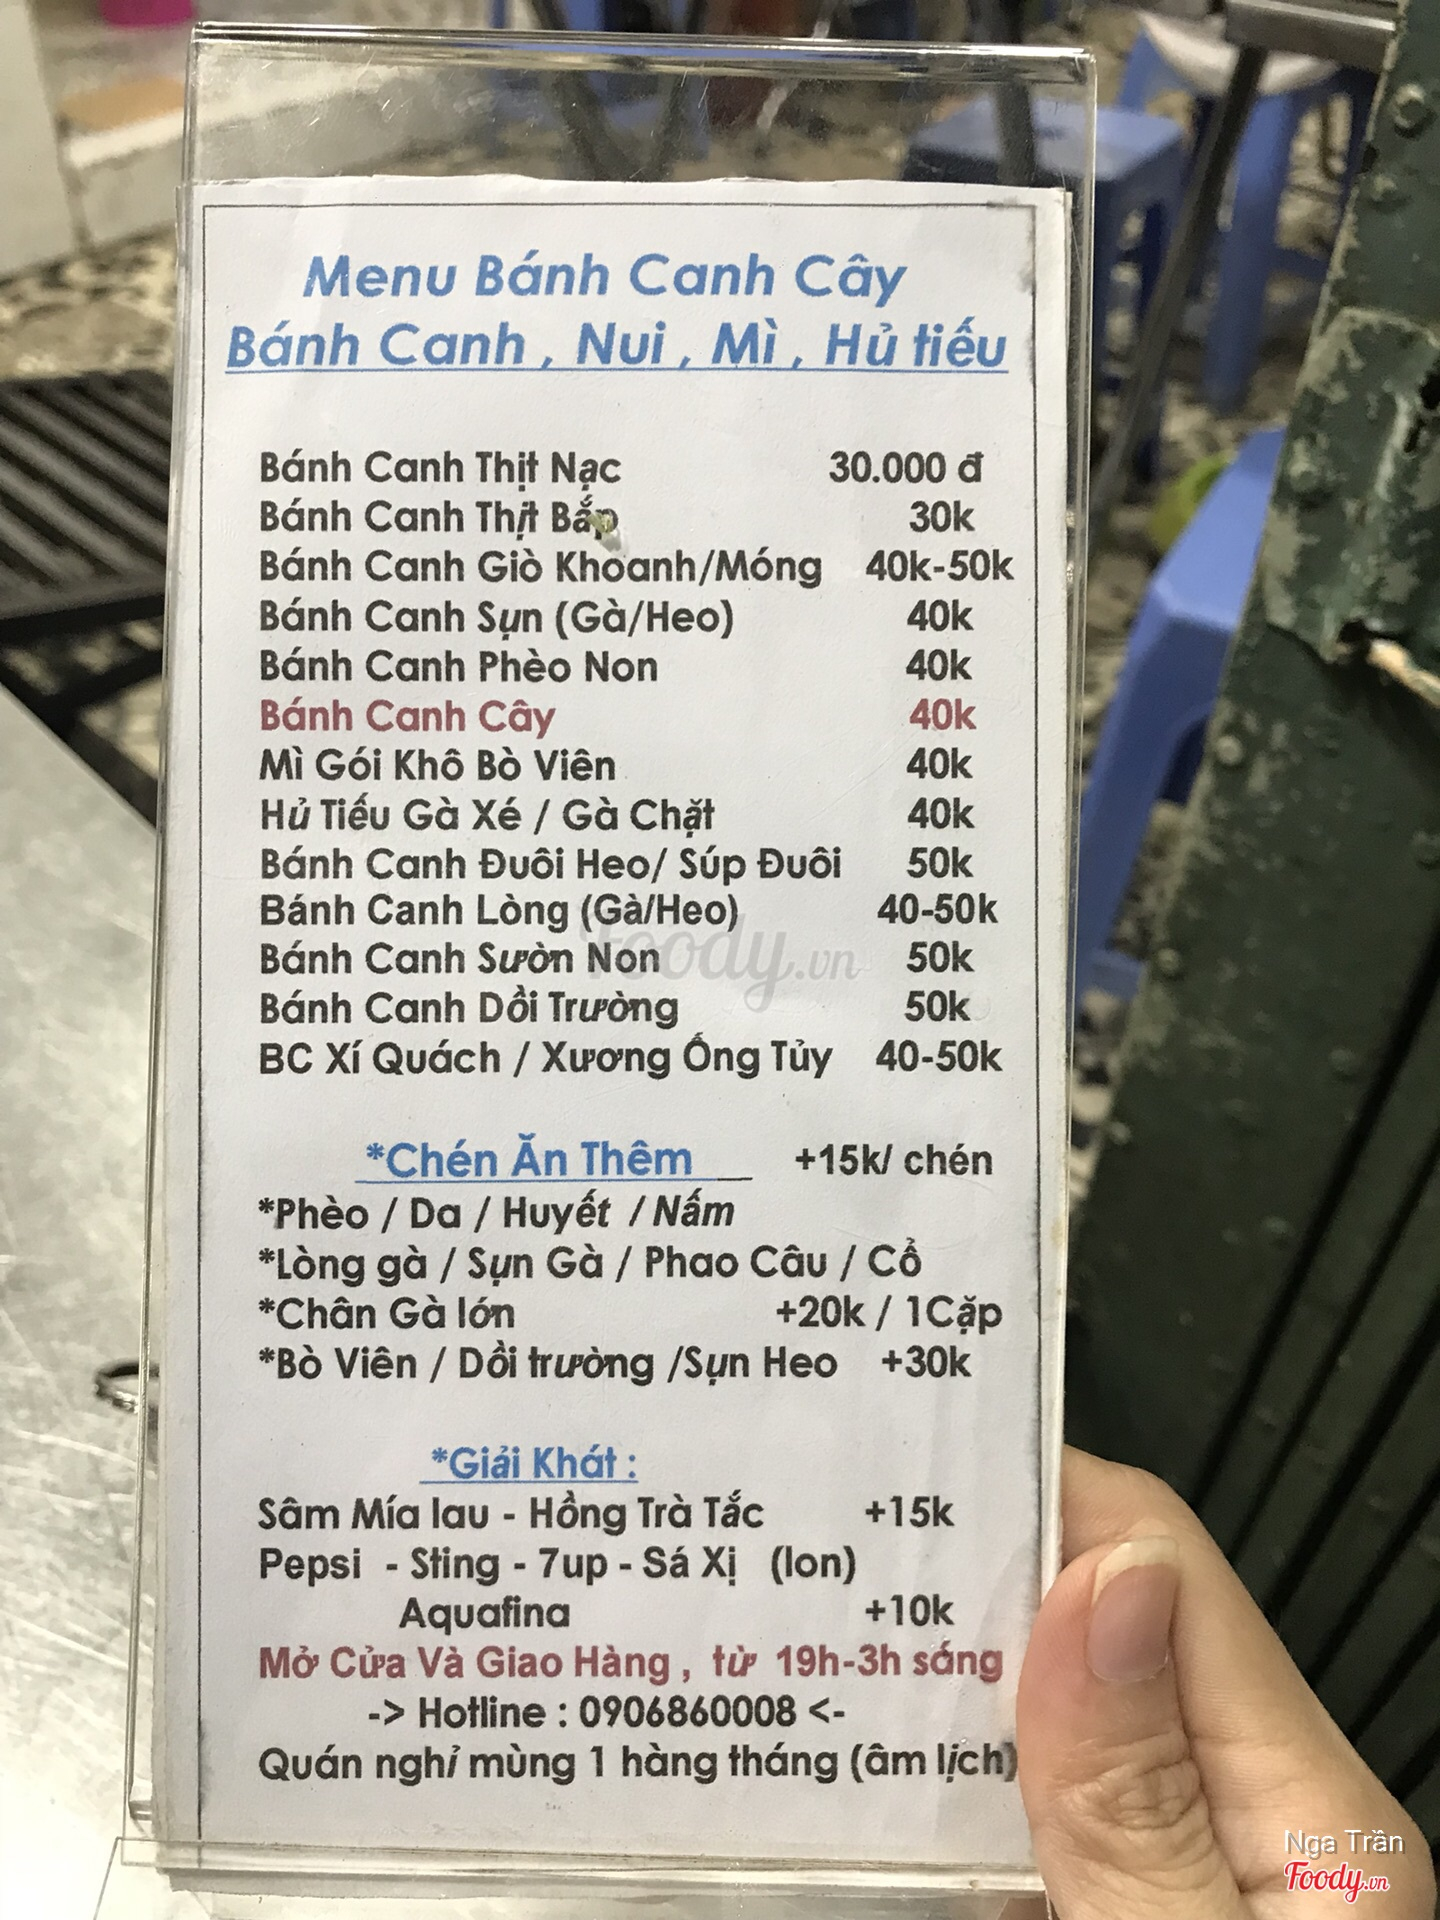 Menu Bánh Canh Cây
Bánh Canh , Nui , Mì , Hủ tiếu
Bánh Canh Thịt Nạc 30.000 đ
Bánh Canh Thịt Bắp 30k
Bánh Canh Giò Khoanh/Móng 40k-50k
Bánh Canh Sụn (Gà/Heo) 40k
Bánh Canh Phèo Non 40k
Bánh Canh Cây 40k
Mì Gói Khô Bò Viên 40k
Hủ Tiếu Gà Xé / Gà Chặt 40k
Bánh Canh Đuôi Heo/ Súp Đuôi 50k
Bánh Canh Lòng (Gà/Heo) 40-50k
Bánh Canh Sườn Non 50k
Bánh Canh Dồi Trường 50k
BC Xí Quách / Xương Ống Tủy 40-50k
*Chén Ăn Thêm +15k/ chén
*Phèo / Da / Huyết / Nấm
*Lòng gà / Sụn Gà / Phao Câu / Cổ
*Chân Gà lớn +20k / 1Cặp
*Bò Viên / Dồi trường /Sụn Heo +30k
*Giải Khát :
Sâm Mía lau - Hồng Trà Tắc +15k
Pepsi - Sting - 7up - Sá Xị (lon)
Aquafina +10k
Mở Cửa Và Giao Hàng , từ 19h-3h sáng
-> Hotline : 0906860008 <-
Quán nghỉ mùng 1 hàng tháng (âm lịch)
Foody.vn
Nga Trần
Foody.vn